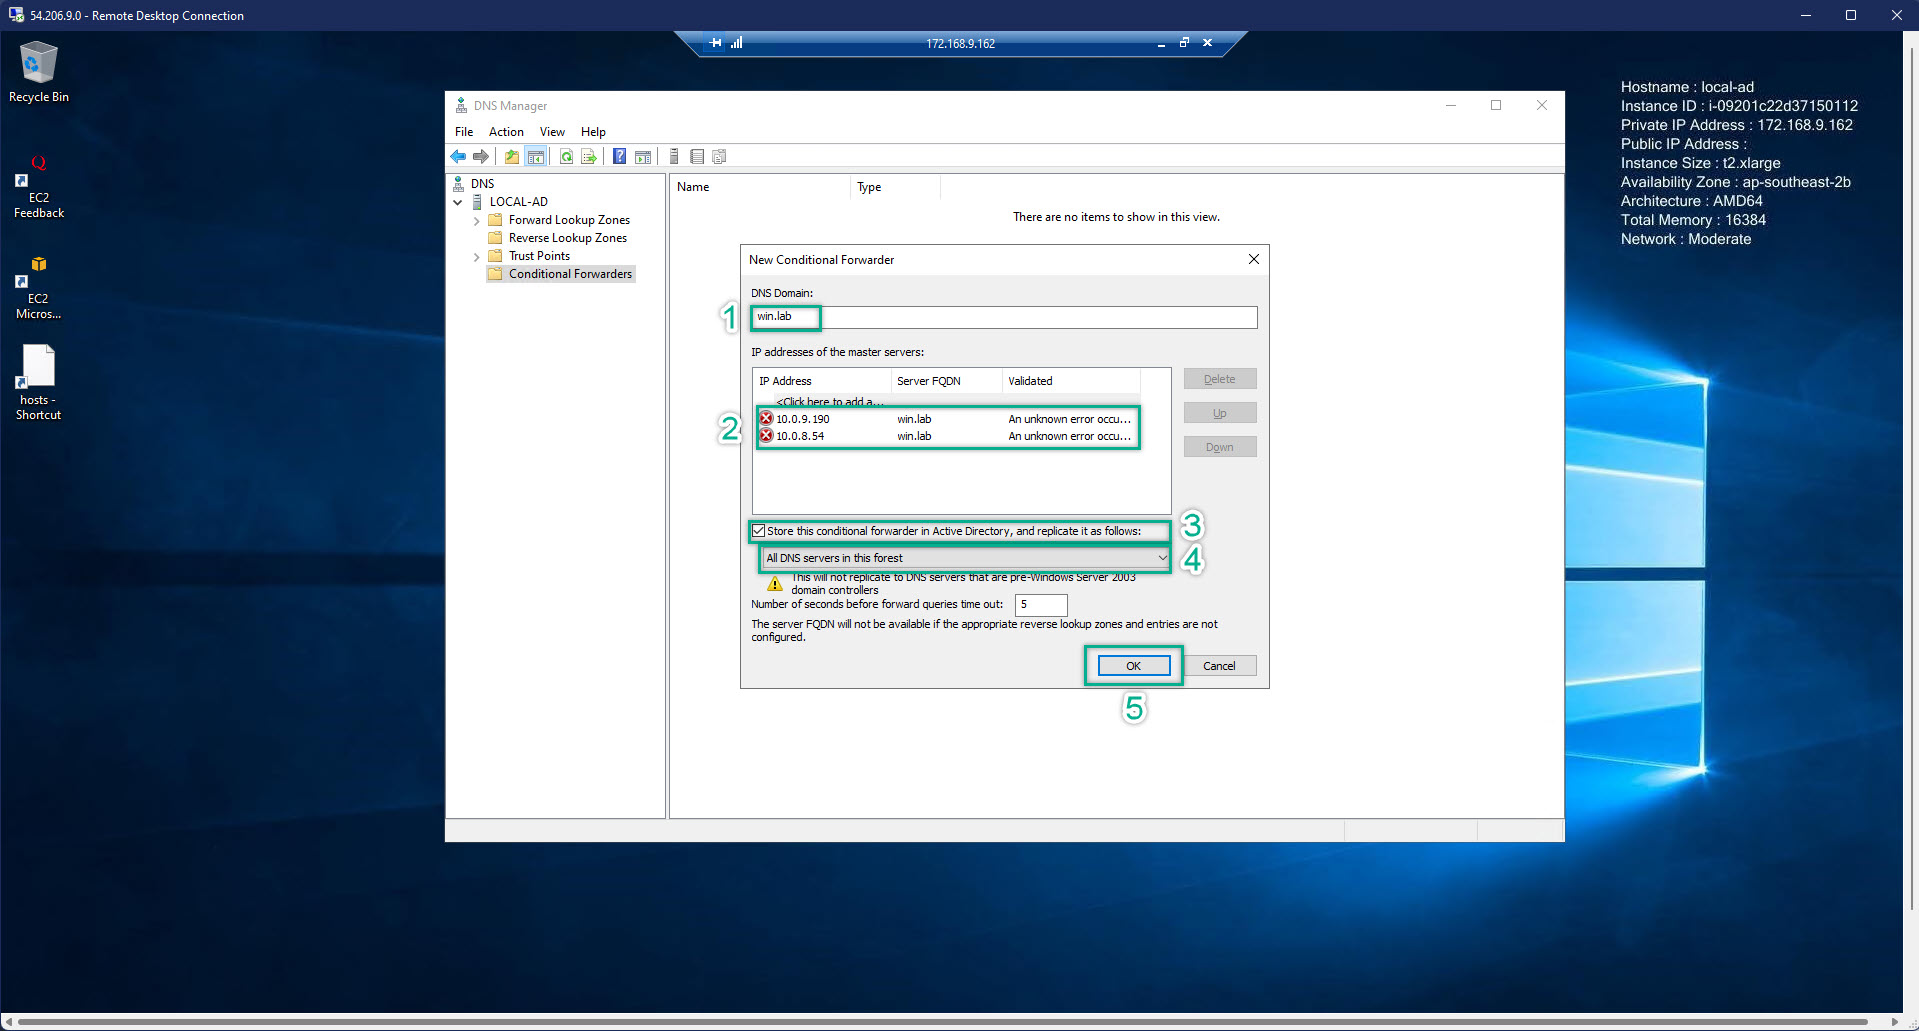 54.206.9.0 - Remote Desktop Connection
172.168.9.162
Recycle Bin
EC2
Feedback
EC2
Micros...
hosts -
Shortcut
Hostname : local-ad
Instance ID : i-09201c22d37150112
Private IP Address : 172.168.9.162
Public IP Address :
Instance Size : t2.xlarge
Availability Zone : ap-southeast-2b
Architecture : AMD64
Total Memory : 16384
Network : Moderate
DNS Manager
File Action View Help
DNS
LOCAL-AD
Forward Lookup Zones
Reverse Lookup Zones
Trust Points
Conditional Forwarders
Name Type
There are no items to show in this view.
New Conditional Forwarder
DNS Domain:
1 win.lab
IP addresses of the master servers:
IP Address Server FQDN Validated
<Click here to add a...
Delete
Up
Down
2
10.0.9.190 win.lab An unknown error occu...
10.0.8.54 win.lab An unknown error occu...
Store this conditional forwarder in Active Directory, and replicate it as follows: 3
All DNS servers in this forest 4
This will not replicate to DNS servers that are pre-Windows Server 2003
domain controllers
Number of seconds before forward queries time out: 5
The server FQDN will not be available if the appropriate reverse lookup zones and entries are not
configured.
OK Cancel
5